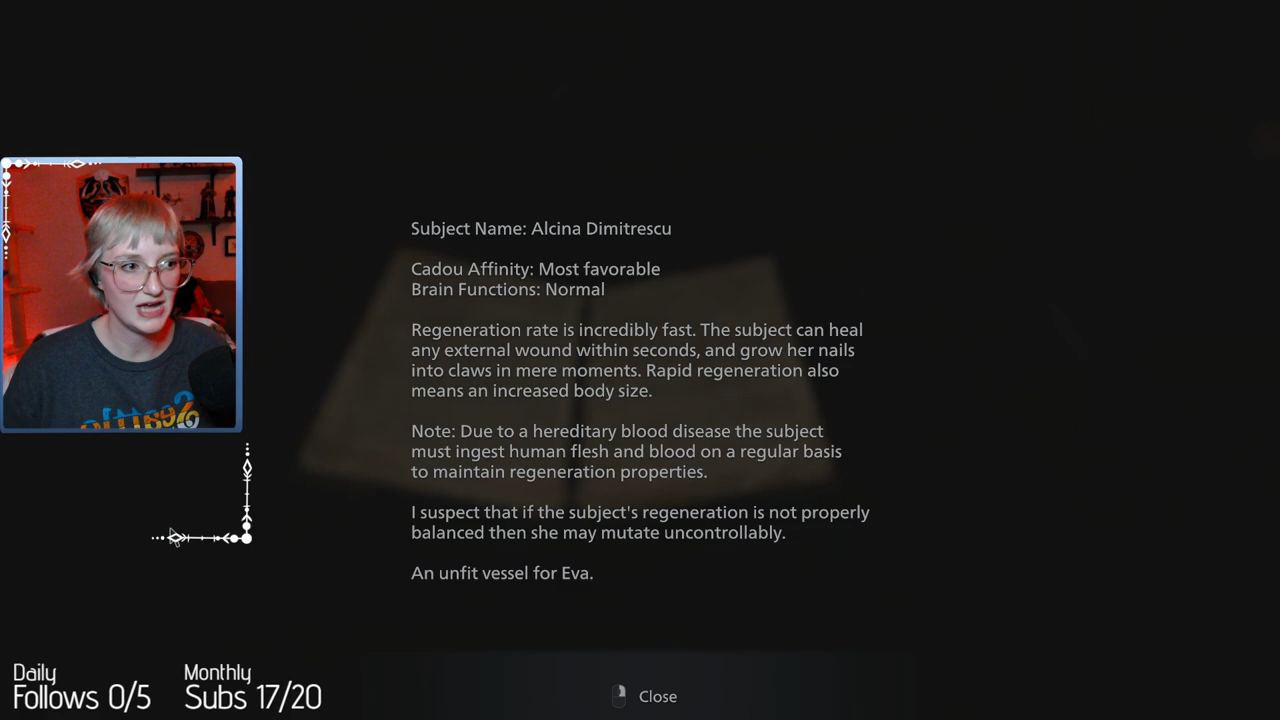 Subject Name: Alcina Dimitrescu
Cadou Affinity: Most favorable
Brain Functions: Normal
Regeneration rate is incredibly fast. The subject can heal
any external wound within seconds, and grow her nails
into claws in mere moments. Rapid regeneration also
means an increased body size.
Note: Due to a hereditary blood disease the subject
must ingest human flesh and blood on a regular basis
to maintain regeneration properties.
I suspect that if the subject's regeneration is not properly
balanced then she may mutate uncontrollably.
An unfit vessel for Eva.
Seattle
Daily
Follows 0/5
Monthly
Subs 17/20
Close